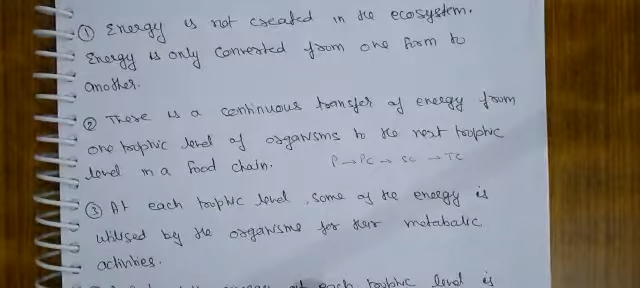 ① Energy is not created in the ecosystem.
Energy is only converted from one form to
another.
② There is a continuous transfer of energy from
one trophic level of organisms to the next trophic
level in a food chain. P → PC → SC → TC
③ At each trophic level, some of the energy is
utilised by the organisms for their metabolic
activities.
at each trophic level is